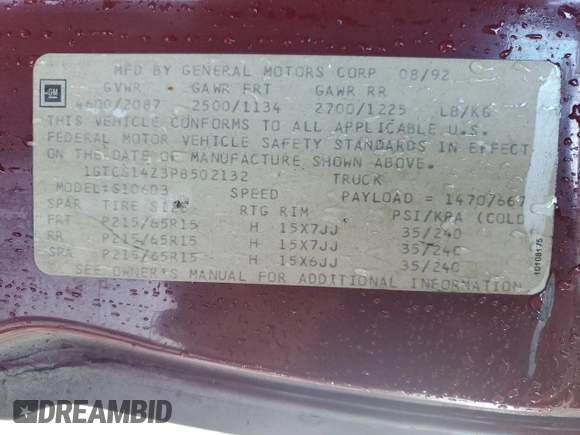 MFD BY GENERAL MOTORS CORP 08/92
GM
GVWR GAWR FRT GAWR RR
4600/2087 2500/1134 2700/1225 LB/KG
THIS VEHICLE CONFORMS TO ALL APPLICABLE U.S.
FEDERAL MOTOR VEHICLE SAFETY STANDARDS IN EFFECT
ON THE DATE OF MANUFACTURE SHOWN ABOVE.
1GTCS14Z3P8502132 TRUCK
MODEL: S10603 SPEED PAYLOAD = 1470/667
SPAR TIRE SIZE RTG RIM PSI/KPA (COLD
FRT P215/65R15 H 15X7JJ 35/240
RR P215/65R15 H 15X7JJ 35/240
SPA P215/65R15 H 15X6JJ 35/240
SEE OWNER'S MANUAL FOR ADDITIONAL INFORMATION
10108175
DREAMBID